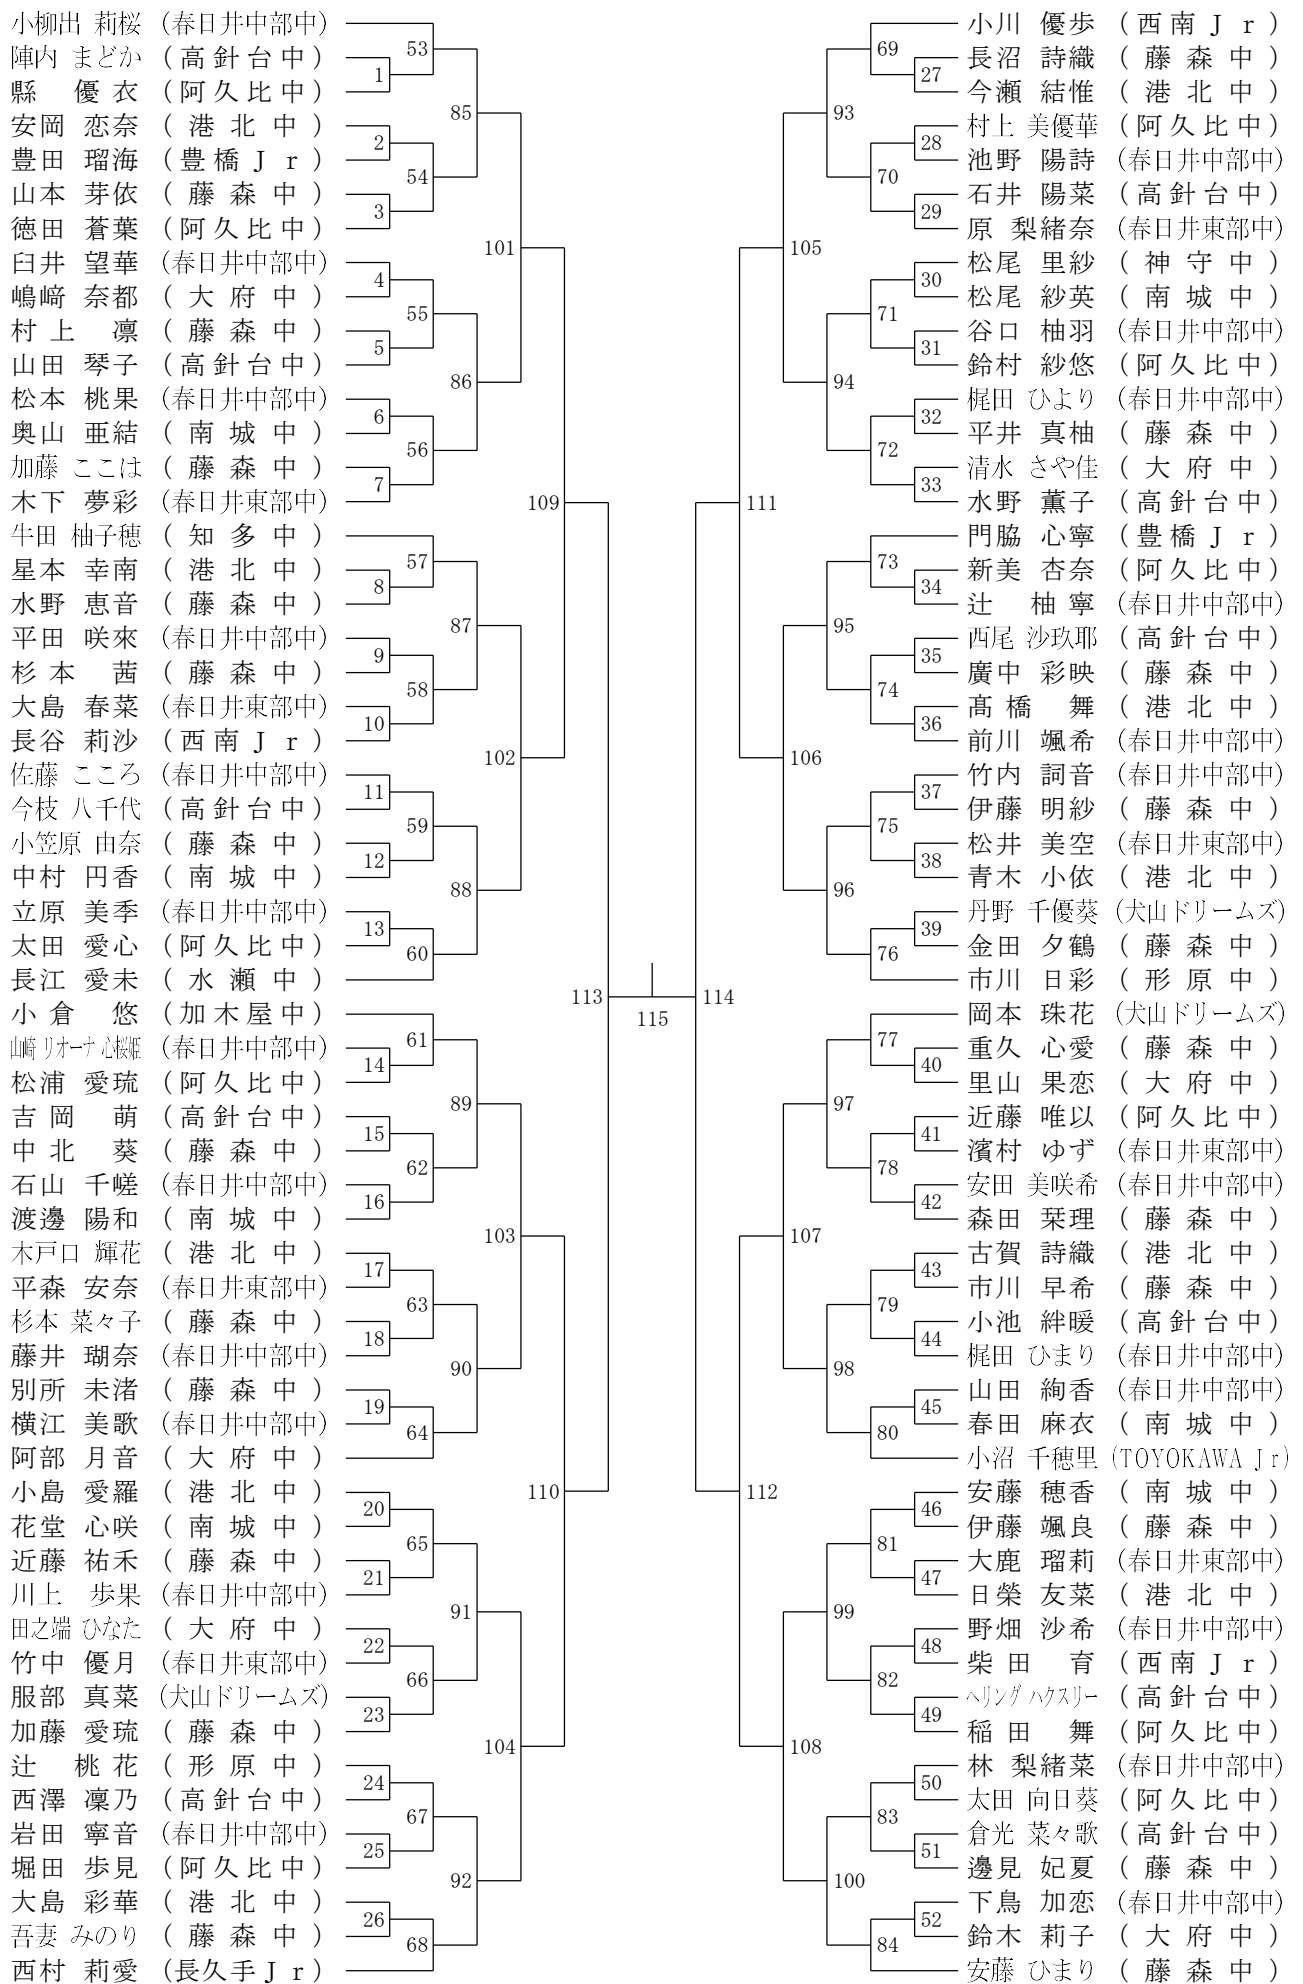 小柳出 莉桜 (春日井中部中)
陣内 まどか (高針台中)
縣 優衣 (阿久比中)
安岡 恋奈 (港北中)
豊田 瑠海 (豊橋Jr)
山本 芽依 (藤森中)
徳田 蒼葉 (阿久比中)
臼井 望華 (春日井中部中)
嶋﨑 奈都 (大府中)
村上 凛 (藤森中)
山田 琴子 (高針台中)
松本 桃果 (春日井中部中)
奥山 亜結 (南城中)
加藤 ここは (藤森中)
木下 夢彩 (春日井東部中)
牛田 柚子穂 (知多中)
星本 幸南 (港北中)
水野 恵音 (藤森中)
平田 咲來 (春日井中部中)
杉本 茜 (藤森中)
大島 春菜 (春日井東部中)
長谷 莉沙 (西南Jr)
佐藤 こころ (春日井中部中)
今枝 八千代 (高針台中)
小笠原 由奈 (藤森中)
中村 円香 (南城中)
立原 美季 (春日井中部中)
太田 愛心 (阿久比中)
長江 愛未 (水瀬中)
小倉 悠 (加木屋中)
山崎 リオーナ 心桜姫 (春日井中部中)
松浦 愛琉 (阿久比中)
吉岡 萌 (高針台中)
中北 葵 (藤森中)
石山 千嵯 (春日井中部中)
渡邊 陽和 (南城中)
木戸口 輝花 (港北中)
平森 安奈 (春日井東部中)
杉本 菜々子 (藤森中)
藤井 瑚奈 (春日井中部中)
別所 未渚 (藤森中)
横江 美歌 (春日井中部中)
阿部 月音 (大府中)
小島 愛羅 (港北中)
花堂 心咲 (南城中)
近藤 祐禾 (藤森中)
川上 歩果 (春日井中部中)
田之端 ひなた (大府中)
竹中 優月 (春日井東部中)
服部 真菜 (犬山ドリームズ)
加藤 愛琉 (藤森中)
辻 桃花 (形原中)
西澤 凜乃 (高針台中)
岩田 寧音 (春日井中部中)
堀田 歩見 (阿久比中)
大島 彩華 (港北中)
吾妻 みのり (藤森中)
西村 莉愛 (長久手Jr)
1
2
3
4
5
6
7
8
9
10
11
12
13
14
15
16
17
18
19
20
21
22
23
24
25
26
53
54
55
56
57
58
59
60
61
62
63
64
65
66
67
68
85
86
87
88
89
90
91
92
101
102
103
104
109
110
113
115
114
111
112
105
106
107
108
93
94
95
96
97
98
99
100
69
70
71
72
73
74
75
76
77
78
79
80
81
82
83
84
27
28
29
30
31
32
33
34
35
36
37
38
39
40
41
42
43
44
45
46
47
48
49
50
51
52
小川 優歩 (西南Jr)
長沼 詩織 (藤森中)
今瀬 結惟 (港北中)
村上 美優華 (阿久比中)
池野 陽詩 (春日井中部中)
石井 陽菜 (高針台中)
原 梨緒奈 (春日井東部中)
松尾 里紗 (神守中)
松尾 紗英 (南城中)
谷口 柚羽 (春日井中部中)
鈴村 紗悠 (阿久比中)
梶田 ひより (春日井中部中)
平井 真柚 (藤森中)
清水 さや佳 (大府中)
水野 薫子 (高針台中)
門脇 心寧 (豊橋Jr)
新美 杏奈 (阿久比中)
辻 柚寧 (春日井中部中)
西尾 沙玖耶 (高針台中)
廣中 彩映 (藤森中)
髙橋 舞 (港北中)
前川 颯希 (春日井中部中)
竹内 詞音 (春日井中部中)
伊藤 明紗 (藤森中)
松井 美空 (春日井東部中)
青木 小依 (港北中)
丹野 千優葵 (犬山ドリームズ)
金田 夕鶴 (藤森中)
市川 日彩 (形原中)
岡本 珠花 (犬山ドリームズ)
重久 心愛 (藤森中)
里山 果恋 (大府中)
近藤 唯以 (阿久比中)
濱村 ゆず (春日井東部中)
安田 美咲希 (春日井中部中)
森田 栞理 (藤森中)
古賀 詩織 (港北中)
市川 早希 (藤森中)
小池 絆暖 (高針台中)
梶田 ひまり (春日井中部中)
山田 絢香 (春日井中部中)
春田 麻衣 (南城中)
小沼 千穂里 (TOYOKAWA Jr)
安藤 穂香 (南城中)
伊藤 颯良 (藤森中)
大鹿 瑠莉 (春日井東部中)
日榮 友菜 (港北中)
野畑 沙希 (春日井中部中)
柴田 育 (西南Jr)
ヘリング ハクスリー (高針台中)
稲田 舞 (阿久比中)
林 梨緒菜 (春日井中部中)
太田 向日葵 (阿久比中)
倉光 菜々歌 (高針台中)
邊見 妃夏 (藤森中)
下鳥 加恋 (春日井中部中)
鈴木 莉子 (大府中)
安藤 ひまり (藤森中)